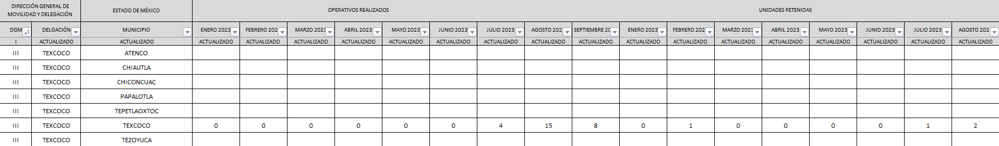 DIRECCIÓN GENERAL DE MOVILIDAD Y DELEGACIÓN ESTADO DE MÉXICO OPERATIVOS REALIZADOS UNIDADES RETENIDAS
DGM DELGACIÓN MUNICIPIO ENERO 2023 FEBRERO 202 MARZO 2023 ABRIL 2023 MAYO 2023 JUNIO 2023 JULIO 2023 AGOSTO 202 SEPTIEMBRE 20 ENERO 2023 FEBRERO 202 MARZO 2023 ABRIL 2023 MAYO 2023 JUNIO 2023 JULIO 2023 AGOSTO 202
I ACTUALIZADO ACTUALIZADO ACTUALIZADO ACTUALIZADO ACTUALIZADO ACTUALIZADO ACTUALIZADO ACTUALIZADO ACTUALIZADO ACTUALIZADO ACTUALIZADO ACTUALIZADO ACTUALIZADO ACTUALIZADO ACTUALIZADO ACTUALIZADO ACTUALIZADO ACTUALIZADO ACTUALIZADO
III TEXCOCO ATENCO
III TEXCOCO CHIAUTLA
III TEXCOCO CHICONCUAC
III TEXCOCO PAPALOTLA
III TEXCOCO TEPETLAOXTOC
III TEXCOCO TEXCOCO 0 0 0 0 0 0 4 15 8 0 1 0 0 0 0 1 2
III TEXCOCO TEZOYUCA